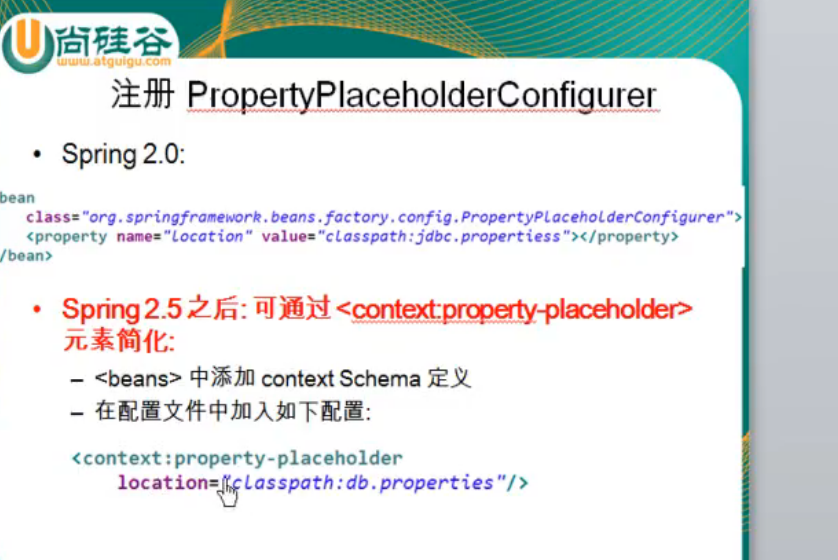 尚硅谷
www.atguigu.com
注册 PropertyPlaceholderConfigurer
• Spring 2.0:
bean
class="org.springframework.beans.factory.config.PropertyPlaceholderConfigurer">
<property name="location" value="classpath:jdbc.propertiess"></property>
/bean>
• Spring 2.5 之后: 可通过 <context:property-placeholder>
元素简化:
– <beans> 中添加 context Schema 定义
– 在配置文件中加入如下配置:
<context:property-placeholder
location="classpath:db.properties"/>